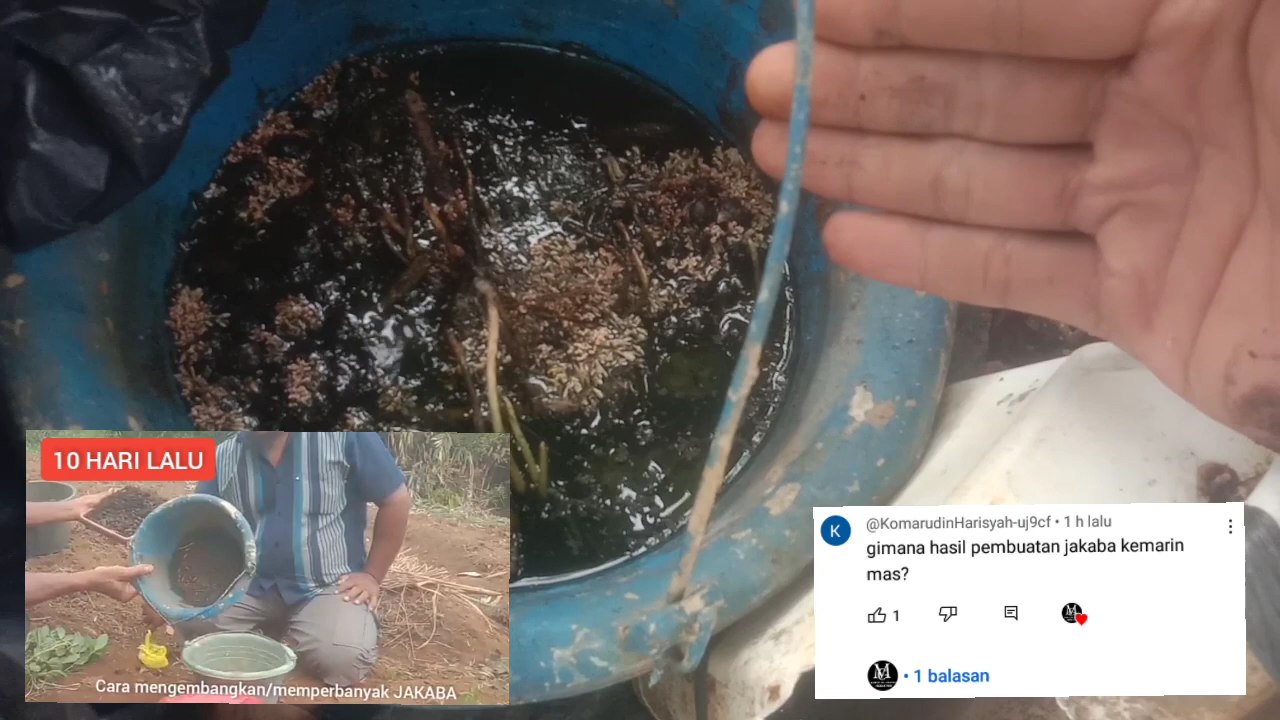 10 HARI LALU
Cara mengembangkan/memperbanyak JAKABA
K
@KomarudinHarisyah-uj9cf • 1 h lalu
gimana hasil pembuatan jakaba kemarin
mas?
1
• 1 balasan